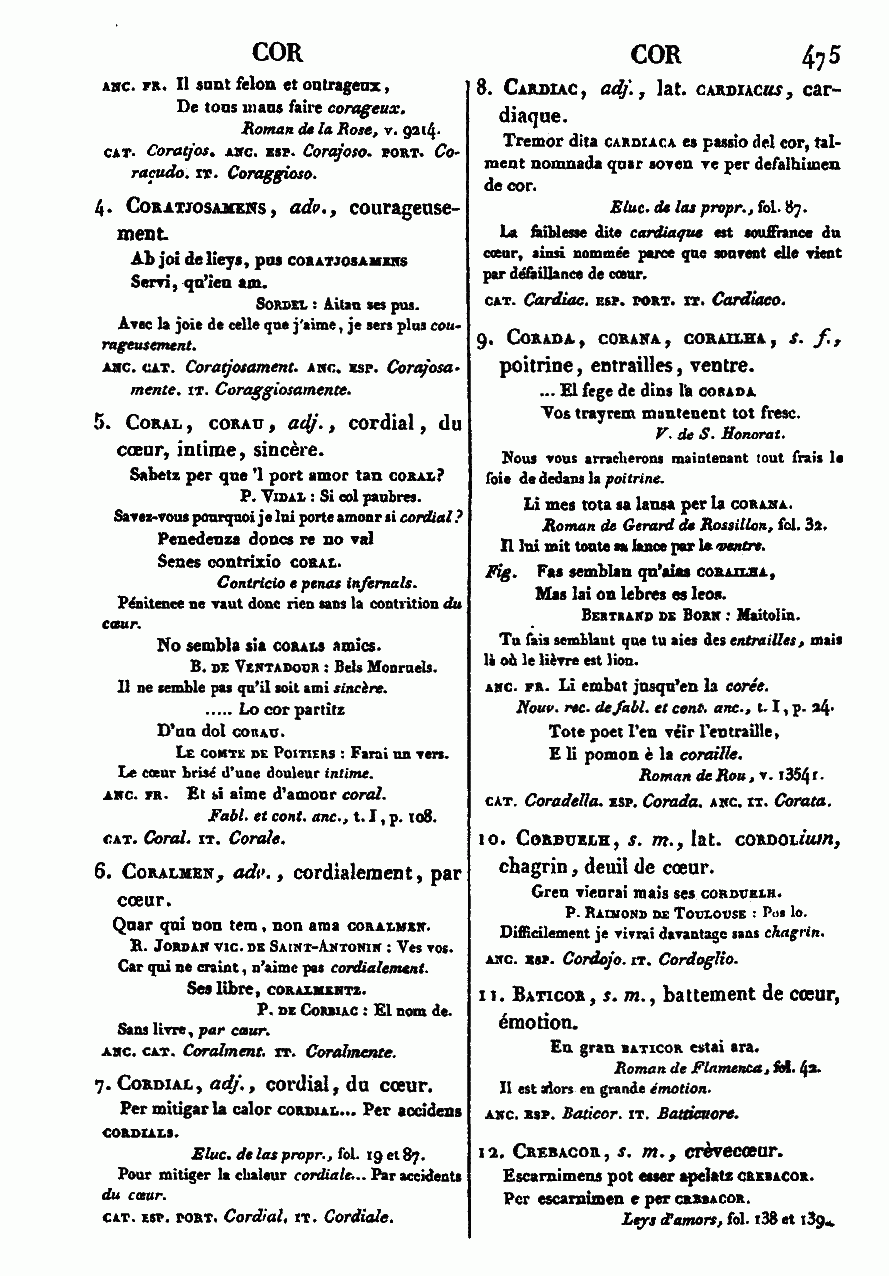 COR
COR 475
ANC. FR. Il sunt felon et outrageux,
De tous maus faire corageux.
Roman de la Rose, v. 9214.
CAT. Coratjos. ANC. ESP. Corajoso. PORT. Co-
raçudo. IT. Coraggioso.
4. CORATJOSAMENS, adv., courageuse-
ment.
Ab joi de lieys, pus CORATJOSAMENS
Servi, qu'ieu am.
SORDEL : Aitan ses pus.
Avec la joie de celle que j'aime, je sers plus cou-
rageusement.
ANC. CAT. Coratjosament. ANC. ESP. Corajosa-
mente. IT. Coraggiosamente.
5. CORAL, CORAU, adj., cordial, du
cœur, intime, sincère.
Sabetz per que 'l port amor tan CORAL?
P. VIDAL : Si col paubres.
Savez-vous pourquoi je lui porte amour si cordial?
Penedenza doncs re no val
Senes contrixio CORAL.
Contricio e penas infernals.
Pénitence ne vaut donc rien sans la contrition du
cœur.
No sembla sia CORALS amics.
B. DE VENTADOUR : Bels Monruels.
Il ne semble pas qu'il soit ami sincère.
..... Lo cor partitz
D'un dol CORAU.
LE COMTE DE POITIERS : Farai un vers.
Le cœur brisé d'une douleur intime.
ANC. FR. Et si aime d'amour coral.
Fabl. et cont. anc., t. I, p. 108.
CAT. Coral. IT. Corale.
6. CORALMEN, adv., cordialement, par
cœur.
Quar qui non tem, non ama CORALMEN.
R. JORDAN VIC. DE SAINT-ANTONIN : Ves vos.
Car qui ne craint, n'aime pas cordialement.
Ses libre, CORALMENTZ.
P. DE CORBIAC : El nom de.
Sans livre, par cœur.
ANC. CAT. Coralment. IT. Coralmente.
7. CORDIAL, adj., cordial, du cœur.
Per mitigar la calor CORDIAL... Per accidens
CORDIALS.
Eluc. de las propr., fol. 19 et 87.
Pour mitiger la chaleur cordiale... Par accidents
du cœur.
CAT. ESP. PORT. Cordial. IT. Cordiale.
8. CARDIAC, adj., lat. CARDIACUS, car-
diaque.
Tremor dita CARDIACA es passio del cor, tal-
ment nomnada quar soven ve per defalhimen
de cor.
Eluc. de las propr., fol. 87.
La faiblesse dite cardiaque est souffrance du
cœur, ainsi nommée parce que souvent elle vient
par défaillance de cœur.
CAT. Cardiac. ESP. PORT. IT. Cardiaco.
9. CORADA, CORANA, CORAILHA, s. f.,
poitrine, entrailles, ventre.
... El fege de dins la CORADA
Vos trayrem mantenent tot fresc.
V. de S. Honorat.
Nous vous arracherons maintenant tout frais le
foie de dedans la poitrine.
Li mes tota sa lansa per la CORANA.
Roman de Gerard de Rossillon, fol. 32.
Il lui mit toute sa lance par le ventre.
Fig. Fas semblan qu'aias CORAILHA,
Mas lai on lebres es leos.
BERTRAND DE BORN : Maitolin.
Tu fais semblant que tu aies des entrailles, mais
là où le lièvre est lion.
ANC. FR. Li embat jusqu'en la corée.
Nouv. rec. de fabl. et cont. anc., t. I, p. 24.
Tote poet l'en véir l'entraille,
E li pomon è la coraille.
Roman de Rou, v. 13541.
CAT. Coradella. ESP. Corada. ANC. IT. Corata.
10. CORDUELH, s. m., lat. CORDOLium,
chagrin, deuil de cœur.
Greu vieurai mais ses CORDUELH.
P. RAIMOND DE TOULOUSE : Pos lo.
Difficilement je vivrai davantage sans chagrin.
ANC. ESP. Cordojo. IT. Cordoglio.
11. BATICOR, s. m., battement de cœur,
émotion.
En gran BATICOR estai ara.
Roman de Flamenca, fol. 42.
Il est alors en grande émotion.
ANC. ESP. Baticor. IT. Batticuore.
12. CREBACOR, s. m., crèvecœur.
Escarnimens pot esser apelatz CREBACOR.
Per escarnimen e per CREBACOR.
Leys d'amors, fol. 138 et 139.